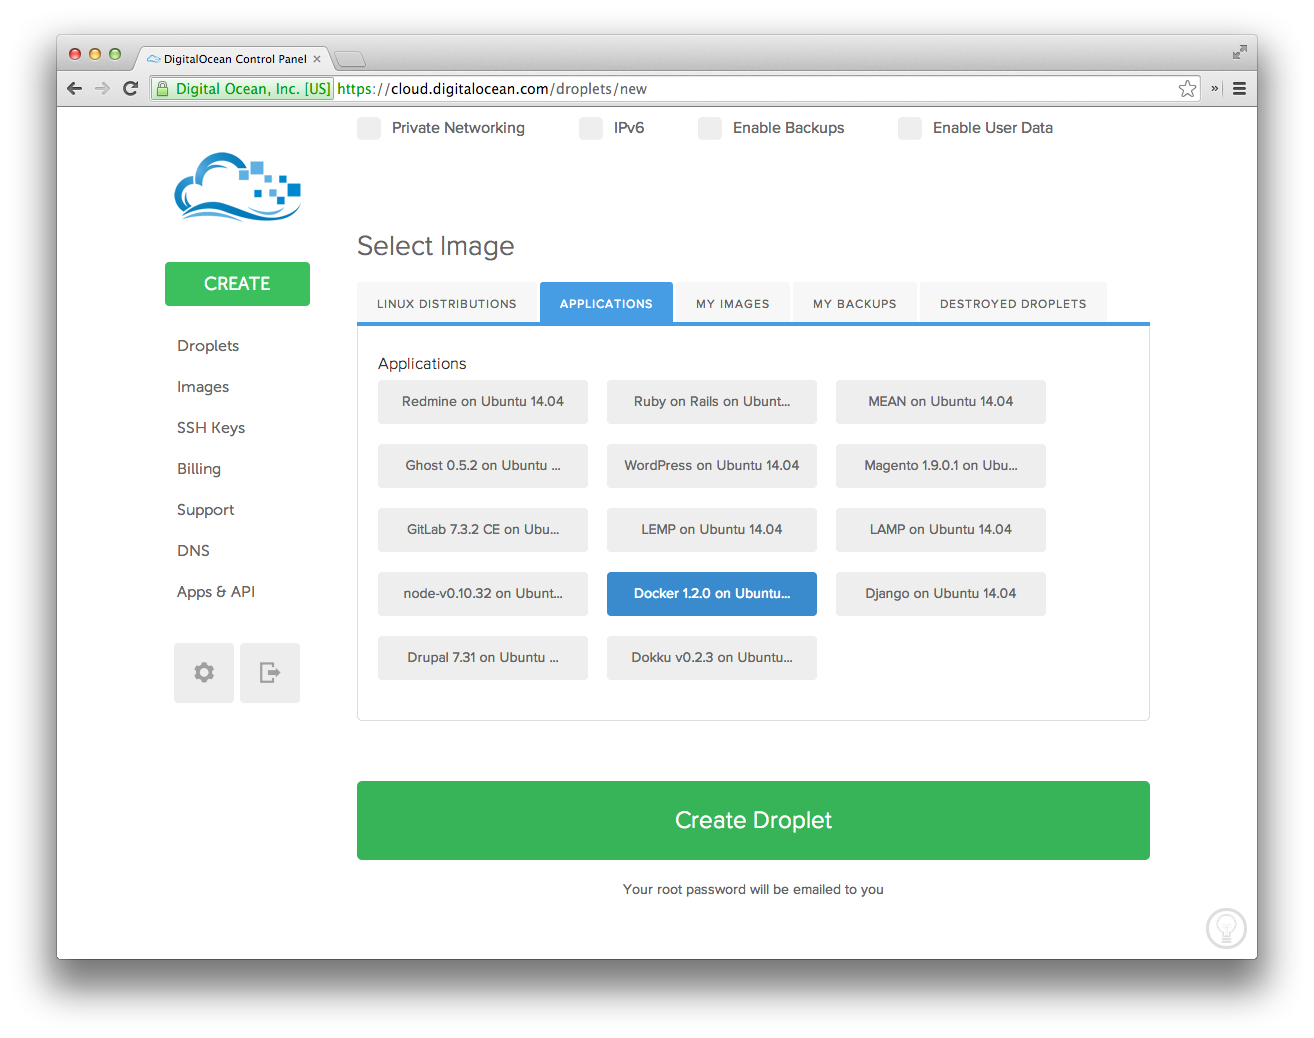 DigitalOcean Control Panel
Digital Ocean, Inc. [US] https://cloud.digitalocean.com/droplets/new
Private Networking IPv6 Enable Backups Enable User Data
CREATE
Droplets
Images
SSH Keys
Billing
Support
DNS
Apps & API
Select Image
LINUX DISTRIBUTIONS APPLICATIONS MY IMAGES MY BACKUPS DESTROYED DROPLETS
Applications
Redmine on Ubuntu 14.04 Ruby on Rails on Ubunt... MEAN on Ubuntu 14.04
Ghost 0.5.2 on Ubuntu ... WordPress on Ubuntu 14.04 Magento 1.9.0.1 on Ubu...
GitLab 7.3.2 CE on Ubu... LEMP on Ubuntu 14.04 LAMP on Ubuntu 14.04
node-v0.10.32 on Ubunt... Docker 1.2.0 on Ubuntu... Django on Ubuntu 14.04
Drupal 7.31 on Ubuntu ... Dokku v0.2.3 on Ubuntu...
Create Droplet
Your root password will be emailed to you